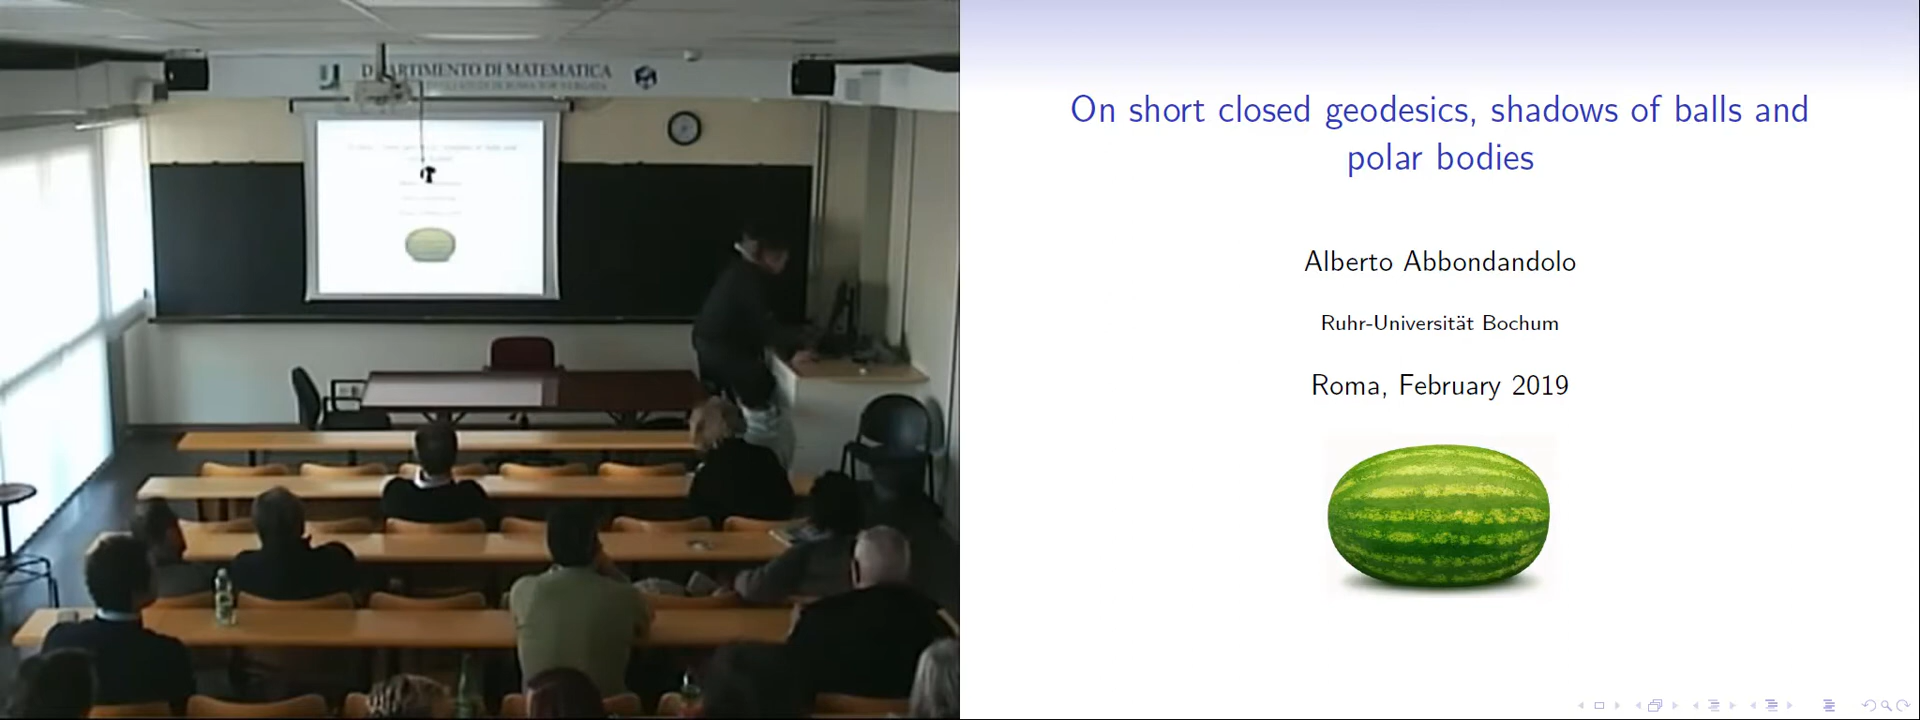 DIPARTIMENTO DI MATEMATICA
On short closed geodesics, shadows of balls and
polar bodies
Alberto Abbondandolo
Ruhr-Universität Bochum
Roma, February 2019